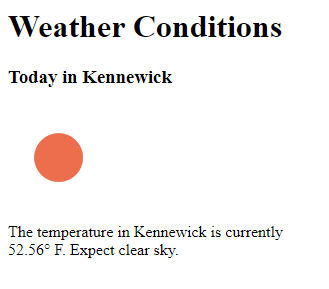 Weather Conditions
Today in Kennewick
The temperature in Kennewick is currently
52.56° F. Expect clear sky.